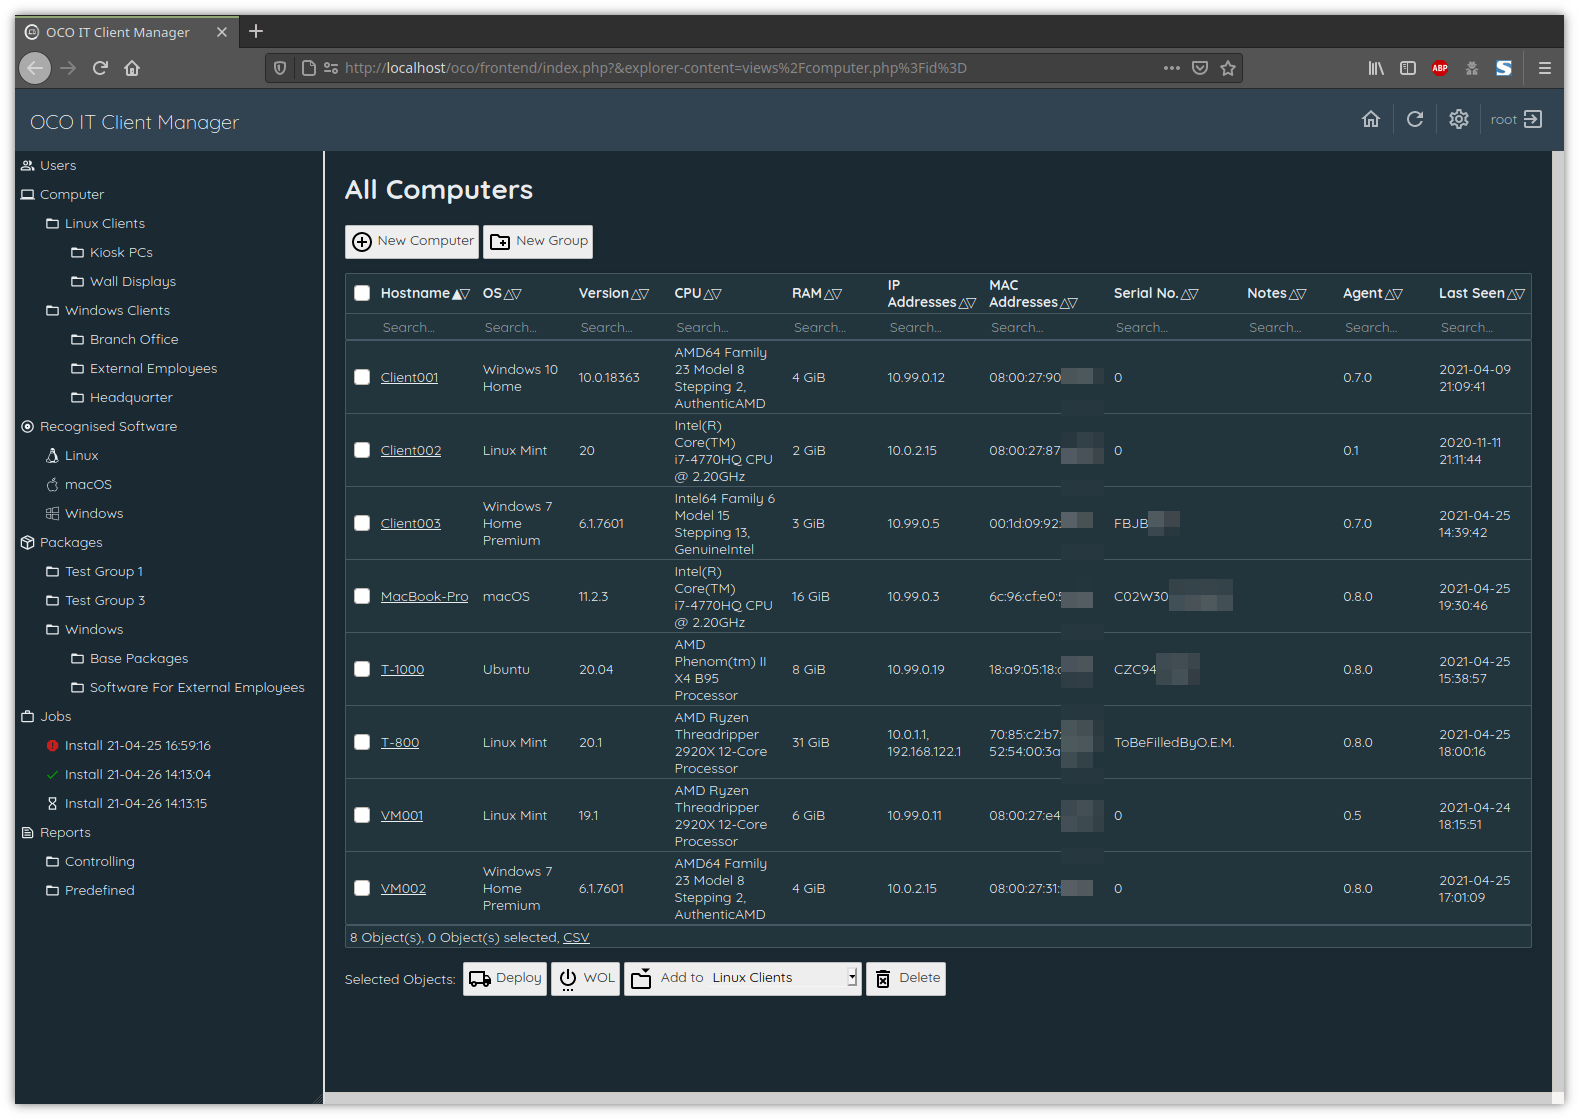 OCO IT Client Manager
http://localhost/oco/frontend/index.php?&explorer-content=views%2Fcomputer.php%3Fid%3D
ABP
S
OCO IT Client Manager
root
Users
Computer
Linux Clients
Kiosk PCs
Wall Displays
Windows Clients
Branch Office
External Employees
Headquarter
Recognised Software
Linux
macOS
Windows
Packages
Test Group 1
Test Group 3
Windows
Base Packages
Software For External Employees
Jobs
Install 21-04-25 16:59:16
Install 21-04-26 14:13:04
Install 21-04-26 14:13:15
Reports
Controlling
Predefined
All Computers
New Computer New Group
Hostname OS Version CPU RAM IP Addresses MAC Addresses Serial No. Notes Agent Last Seen
Search... Search... Search... Search... Search... Search... Search... Search... Search... Search... Search...
Client001 Windows 10 Home 10.0.18363 AMD64 Family 23 Model 8 Stepping 2, AuthenticAMD 4 GiB 10.99.0.12 08:00:27:90 0 0.7.0 2021-04-09 21:09:41
Client002 Linux Mint 20 Intel(R) Core(TM) i7-4770HQ CPU @ 2.20GHz 2 GiB 10.0.2.15 08:00:27:87 0 0.1 2020-11-11 21:11:44
Client003 Windows 7 Home Premium 6.1.7601 Intel64 Family 6 Model 15 Stepping 13, GenuineIntel 3 GiB 10.99.0.5 00:1d:09:92: FBJB 0.7.0 2021-04-25 14:39:42
MacBook-Pro macOS 11.2.3 Intel(R) Core(TM) i7-4770HQ CPU @ 2.20GHz 16 GiB 10.99.0.3 6c:96:cf:e0: C02W30 0.8.0 2021-04-25 19:30:46
T-1000 Ubuntu 20.04 AMD Phenom(tm) II X4 B95 Processor 8 GiB 10.99.0.19 18:a9:05:18: CZC94 0.8.0 2021-04-25 15:38:57
T-800 Linux Mint 20.1 AMD Ryzen Threadripper 2920X 12-Core Processor 31 GiB 10.0.1.1, 192.168.122.1 70:85:c2:b7: 52:54:00:3a ToBeFilledByO.E.M. 0.8.0 2021-04-25 18:00:16
VM001 Linux Mint 19.1 AMD Ryzen Threadripper 2920X 12-Core Processor 6 GiB 10.99.0.11 08:00:27:e4 0 0.5 2021-04-24 18:15:51
VM002 Windows 7 Home Premium 6.1.7601 AMD64 Family 23 Model 8 Stepping 2, AuthenticAMD 4 GiB 10.0.2.15 08:00:27:31: 0 0.8.0 2021-04-25 17:01:09
8 Object(s), 0 Object(s) selected, CSV
Selected Objects: Deploy WOL Add to Linux Clients Delete